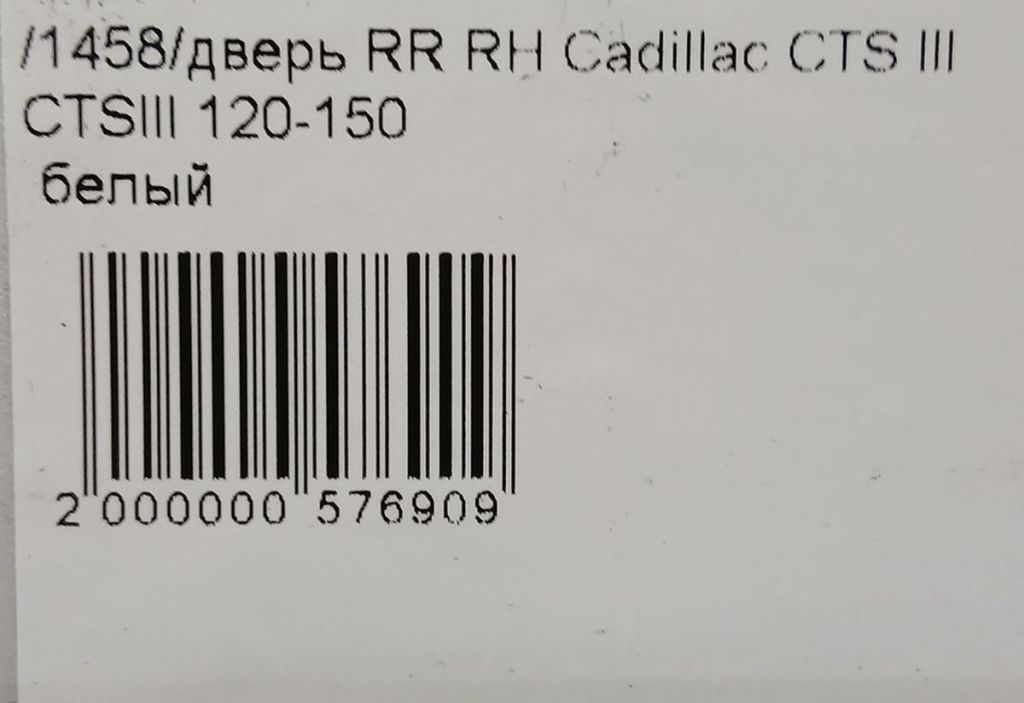 /1458/дверь RR RH Cadillac CTS III
CTSIII 120-150
белый
2 000000 576909